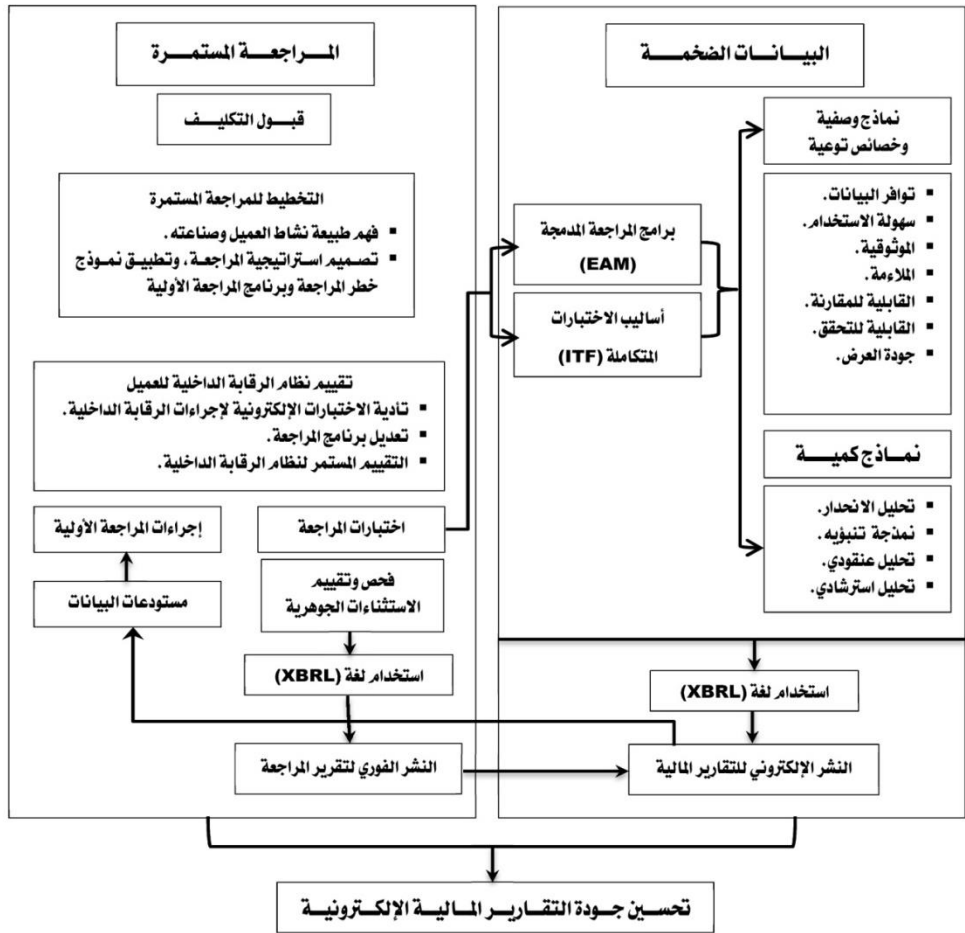 المراجعة المستمرة
قبول التكليف
التخطيط للمراجعة المستمرة
▪ فهم طبيعة نشاط العميل وصناعته.
▪ تصميم استراتيجية المراجعة، وتطبيق نموذج
خطر المراجعة وبرنامج المراجعة الأولية
تقييم نظام الرقابة الداخلية للعميل
▪ تأدية الاختبارات الإلكترونية لإجراءات الرقابة الداخلية.
▪ تعديل برنامج المراجعة.
▪ التقييم المستمر لنظام الرقابة الداخلية.
اختبارات المراجعة
إجراءات المراجعة الأولية
فحص وتقييم
الاستثناءات الجوهرية
مستودعات البيانات
استخدام لغة (XBRL)
النشر الفوري لتقرير المراجعة
البيانات الضخمة
نماذج وصفية
وخصائص توعية
▪ توافر البيانات.
▪ سهولة الاستخدام.
▪ الموثوقية.
▪ الملاءمة.
▪ القابلية للمقارنة.
▪ القابلية للتحقق.
▪ جودة العرض.
برامج المراجعة المدمجة
(EAM)
أساليب الاختبارات
المتكاملة (ITF)
نماذج كمية
▪ تحليل الانحدار.
▪ نمذجة تنبؤيه.
▪ تحليل عنقودي.
▪ تحليل استرشادي.
استخدام لغة (XBRL)
النشر الإلكتروني للتقارير المالية
تحسين جودة التقارير المالية الإلكترونية